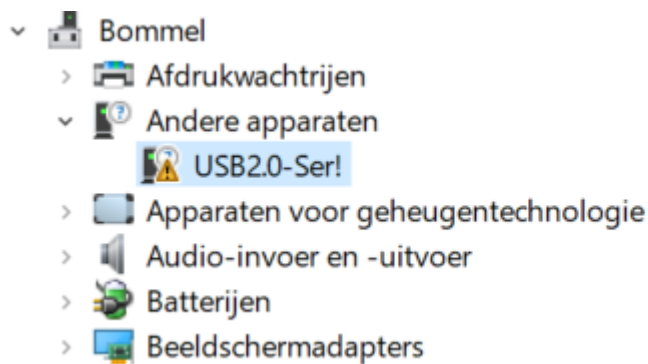 Bommel
Afdrukwachtrijen
Andere apparaten
USB2.0-Ser!
Apparaten voor geheugentechnologie
Audio-invoer en -uitvoer
Batterijen
Beeldschermadapters